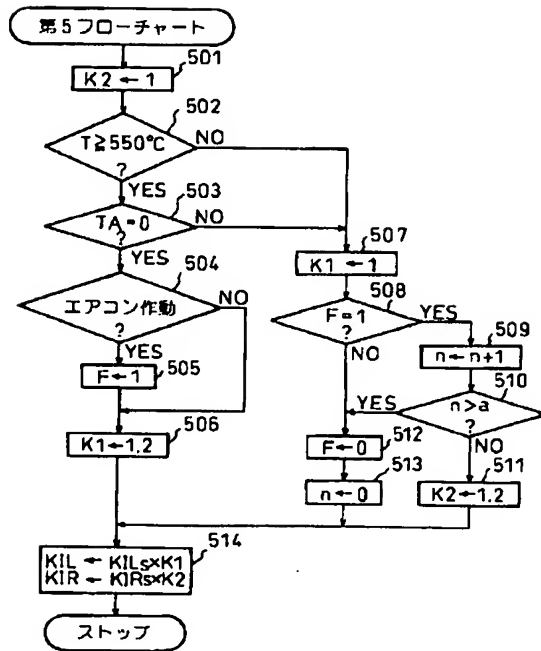 第5フローチャート
501
K2 ← 1
502
T≧550℃
?
NO
YES
503
TA=0
?
NO
YES
504
エアコン作動
?
NO
YES
505
F←1
506
K1←1.2
507
K1 ← 1
508
F=1
?
YES
NO
509
n←n+1
510
n>a
?
YES
NO
511
K2←1.2
512
F←0
513
n←0
514
KIL ← KILs×K1
KIR ← KIRs×K2
ストップ